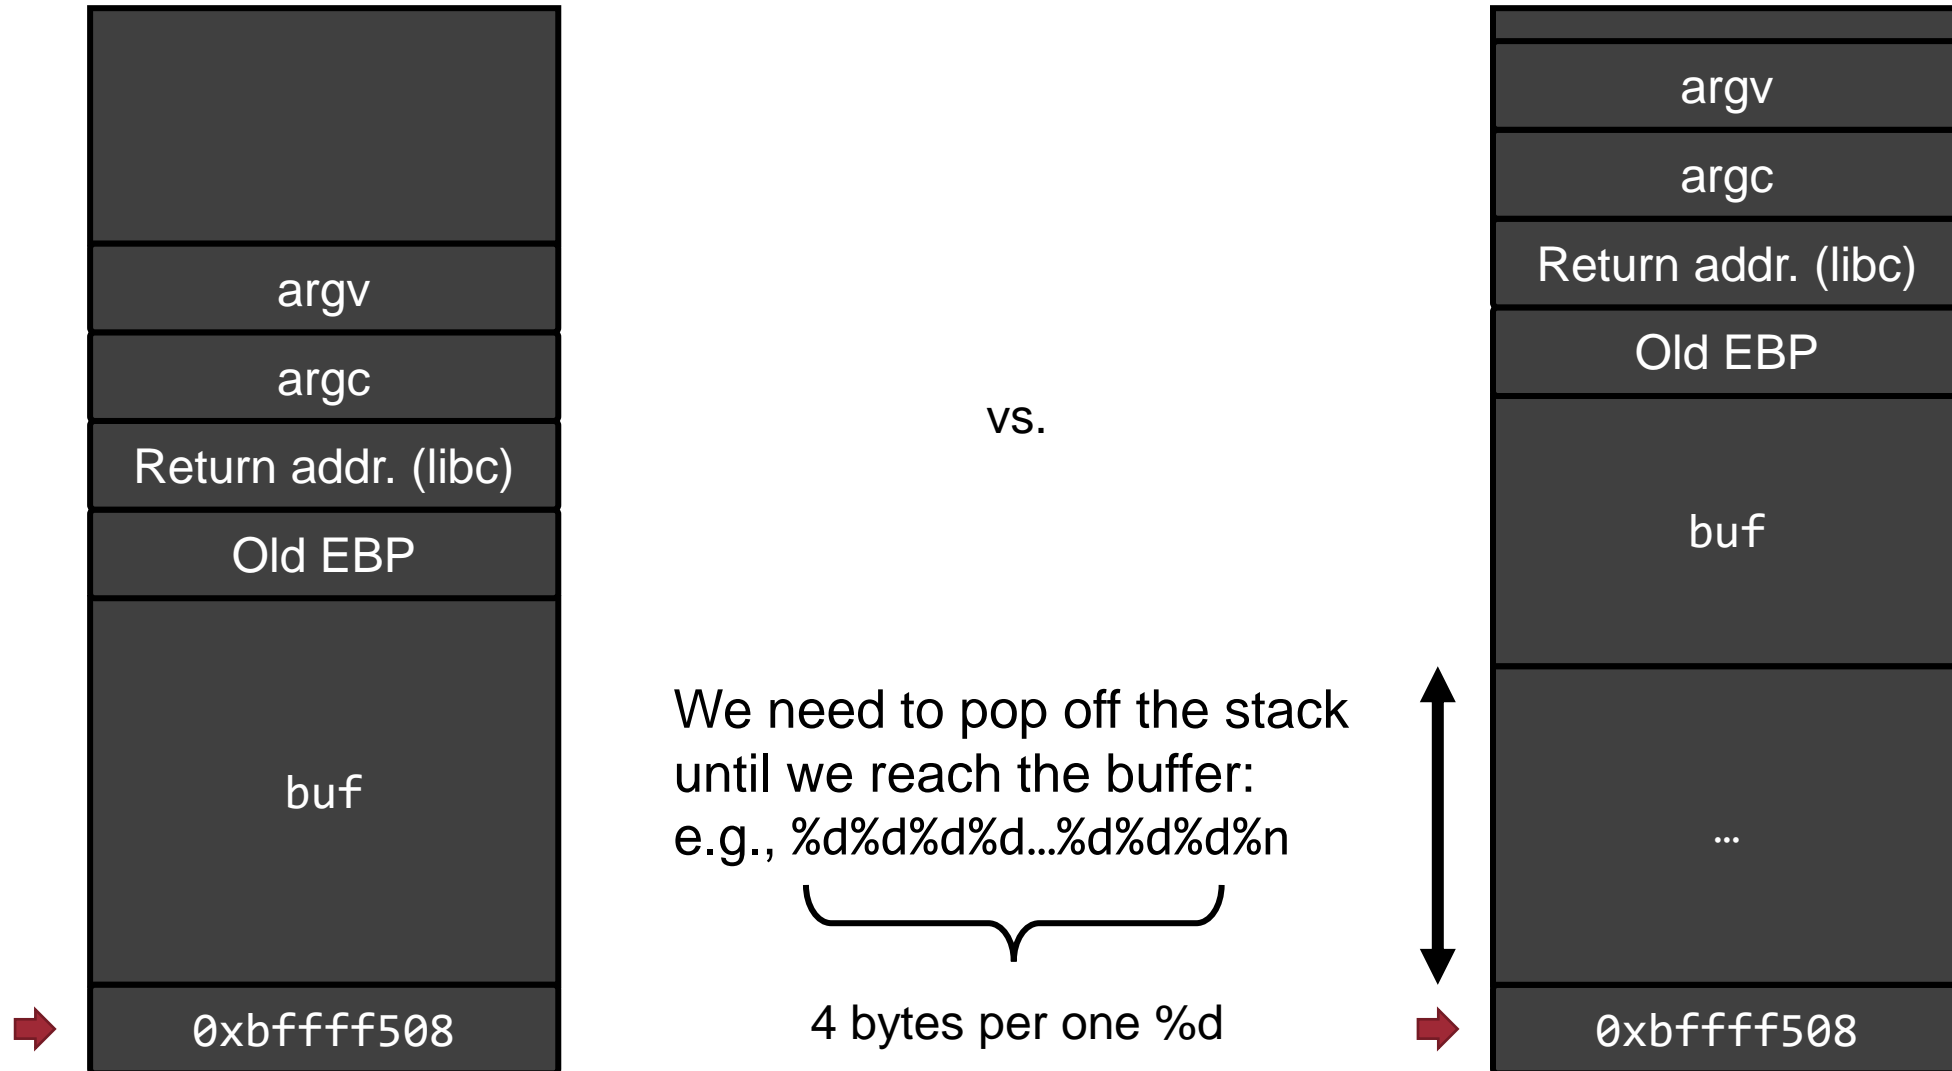 argv
argc
Return addr. (libc)
Old EBP
buf
0xbffff508
vs.
We need to pop off the stack
until we reach the buffer:
e.g., %d%d%d%d…%d%d%d%n
4 bytes per one %d
argv
argc
Return addr. (libc)
Old EBP
buf
…
0xbffff508